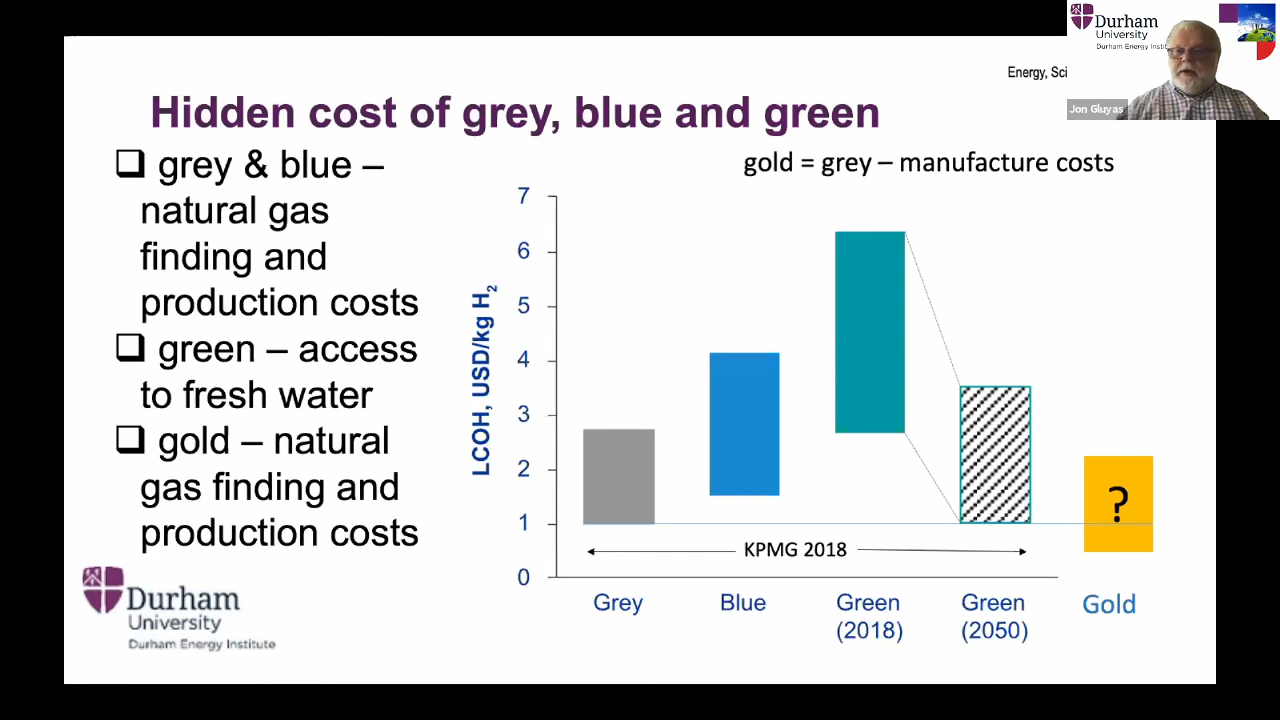 Durham
University
Durham Energy Insti
Energy, Sci
Jon Gluyas
Hidden cost of grey, blue and green
❑ grey & blue –
natural gas
finding and
production costs
❑ green – access
to fresh water
❑ gold – natural
gas finding and
production costs
gold = grey – manufacture costs
LCOH, USD/kg H₂
7
6
5
4
3
2
1
0
?
KPMG 2018
Grey
Blue
Green
(2018)
Green
(2050)
Gold
Durham
University
Durham Energy Institute